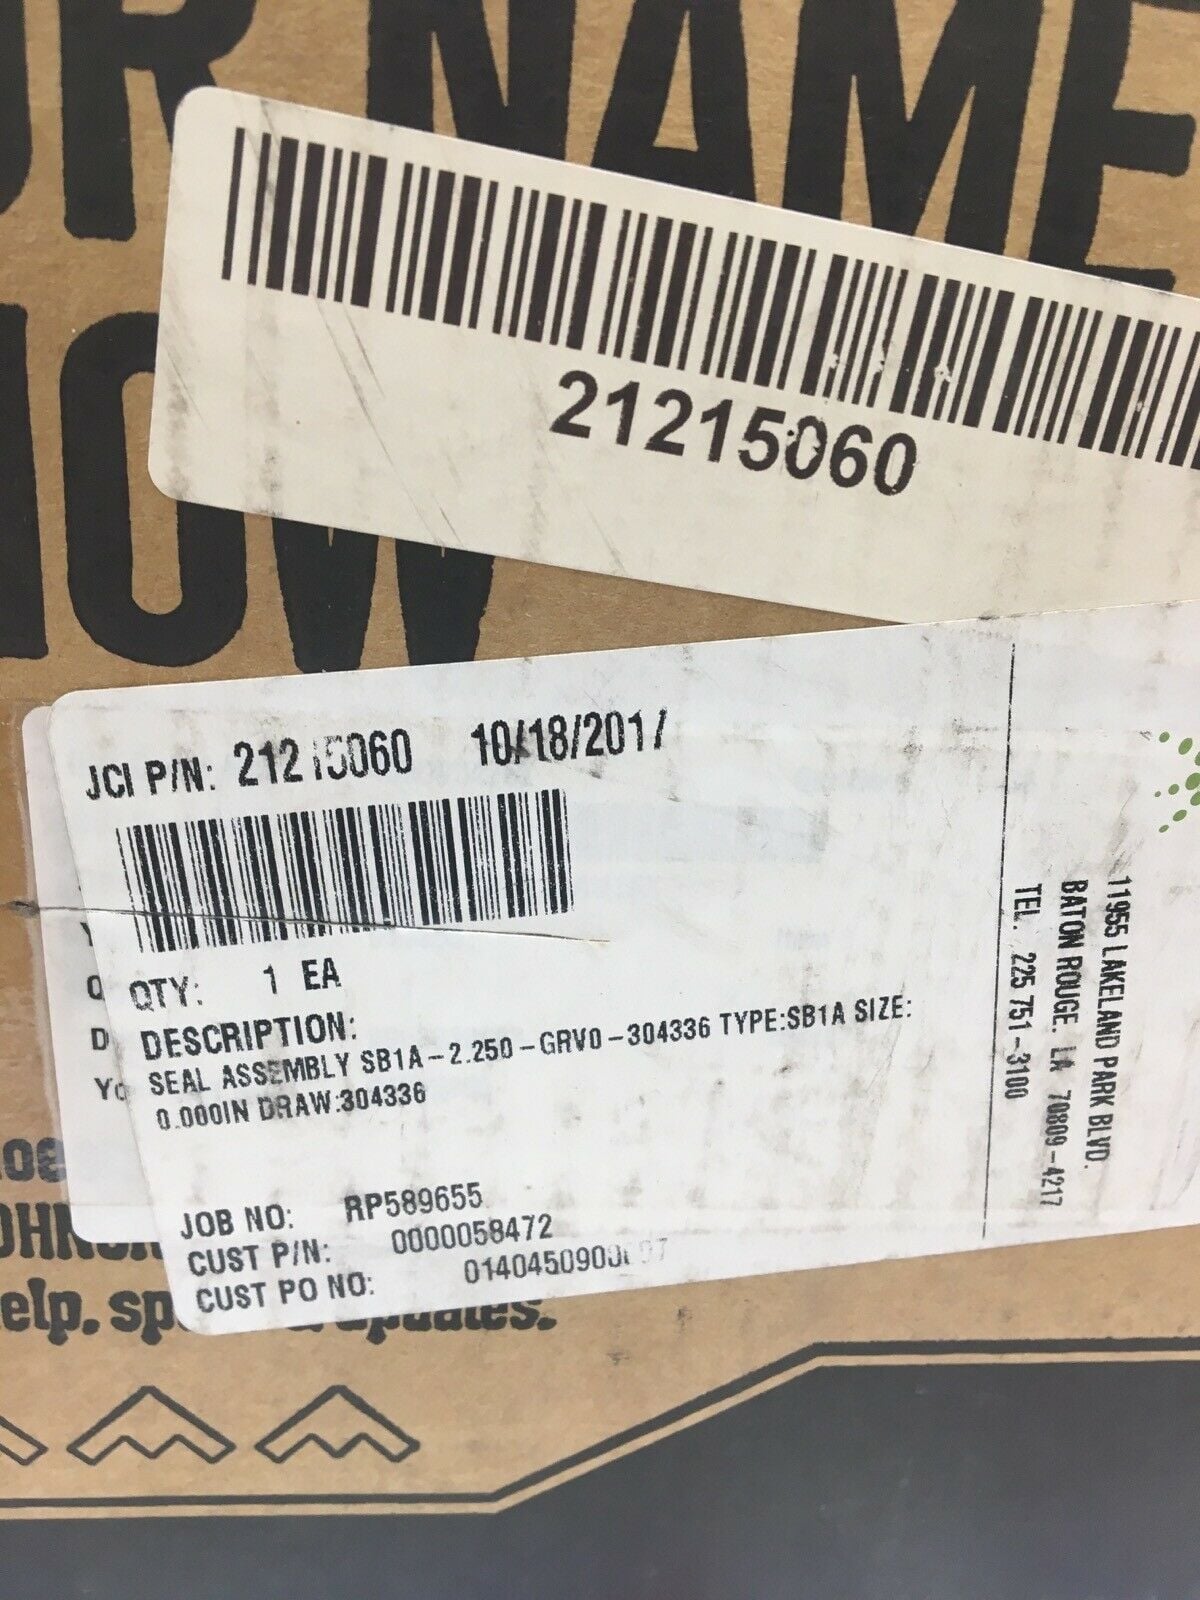 NAME
21215060
JCI P/N: 21215060 10/18/2017
QTY: 1 EA
DESCRIPTION:
SEAL ASSEMBLY SB1A-2.250-GRV0-304336 TYPE:SB1A SIZE:
0.000IN DRAW:304336
JOB NO: RP589655
CUST P/N: 0000058472
CUST PO NO:
11955 LAKELAND PARK BLVD.
BATON ROUGE. LA 70809-4217
TEL. 225 751-3100
updates.